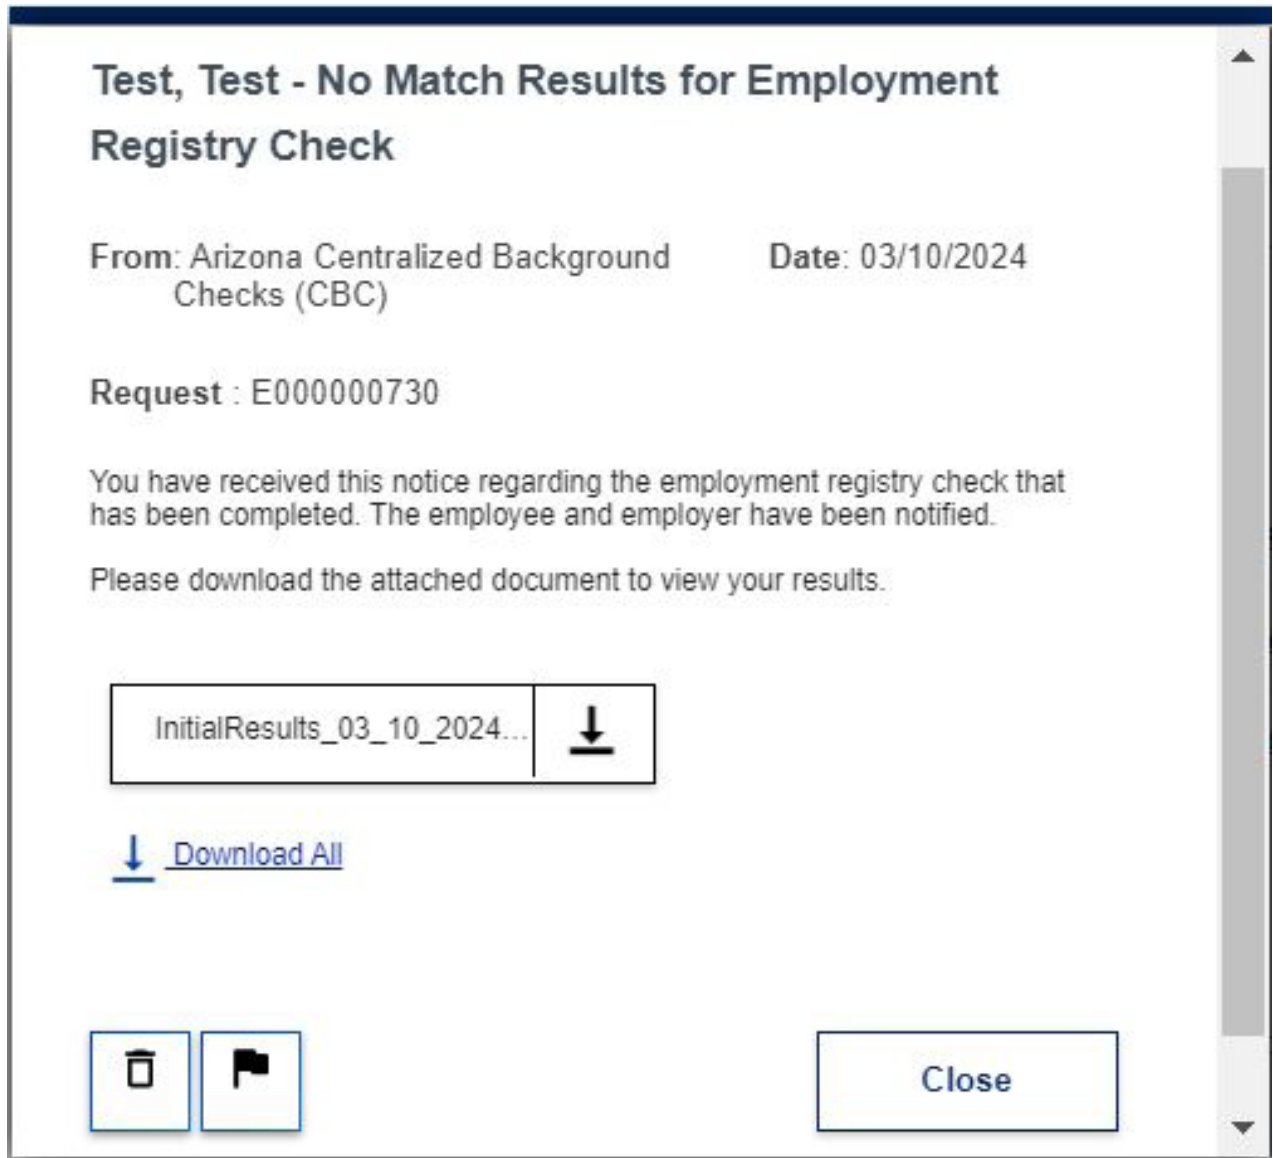 Test, Test - No Match Results for Employment
Registry Check
From: Arizona Centralized Background
Checks (CBC)
Date: 03/10/2024
Request : E000000730
You have received this notice regarding the employment registry check that
has been completed. The employee and employer have been notified.
Please download the attached document to view your results.
InitialResults_03_10_2024...
Download All
Close